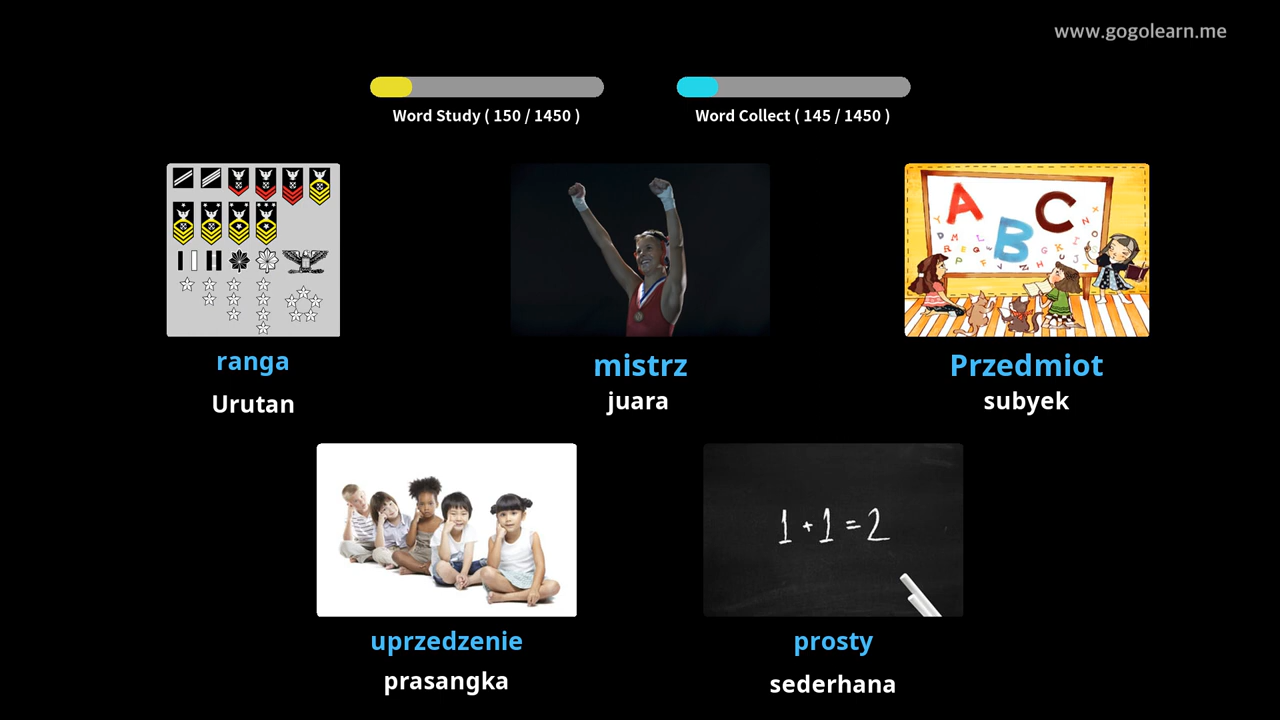 www.gogolearn.me
Word Study ( 150 / 1450 )
Word Collect ( 145 / 1450 )
A
B
C
ranga
Urutan
mistrz
juara
Przedmiot
subyek
1 + 1 = 2
uprzedzenie
prasangka
prosty
sederhana